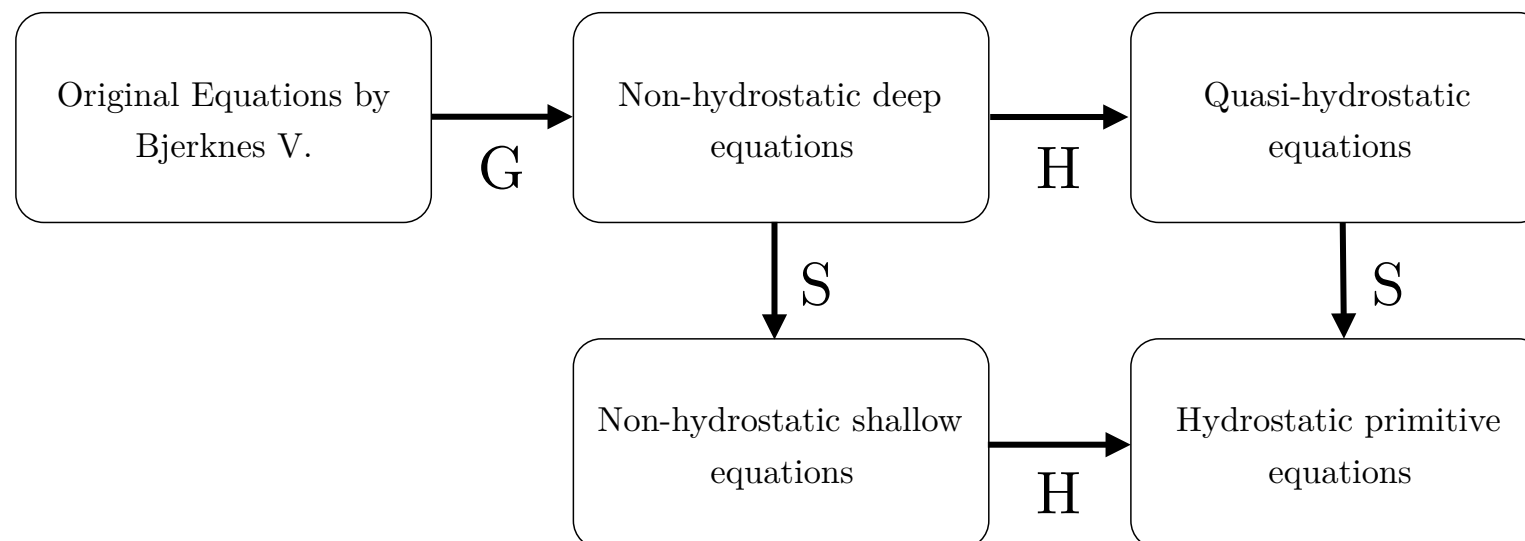 Original Equations by
Bjerknes V.
G
Non-hydrostatic deep
equations
H
Quasi-hydrostatic
equations
S
S
Non-hydrostatic shallow
equations
H
Hydrostatic primitive
equations